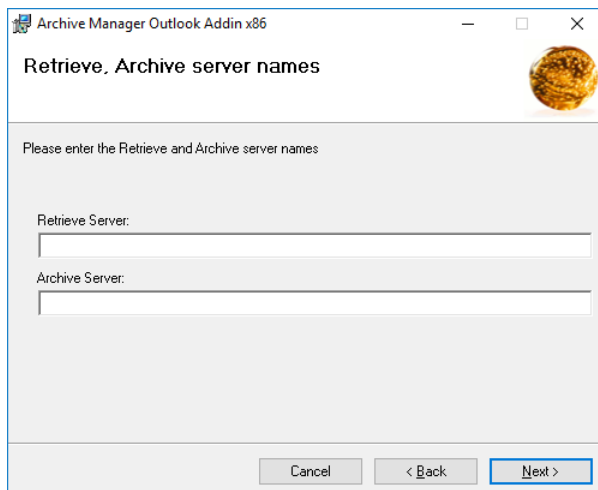 Archive Manager Outlook Addin x86
Retrieve, Archive server names
Please enter the Retrieve and Archive server names
Retrieve Server:
Archive Server:
Cancel
< Back
Next >